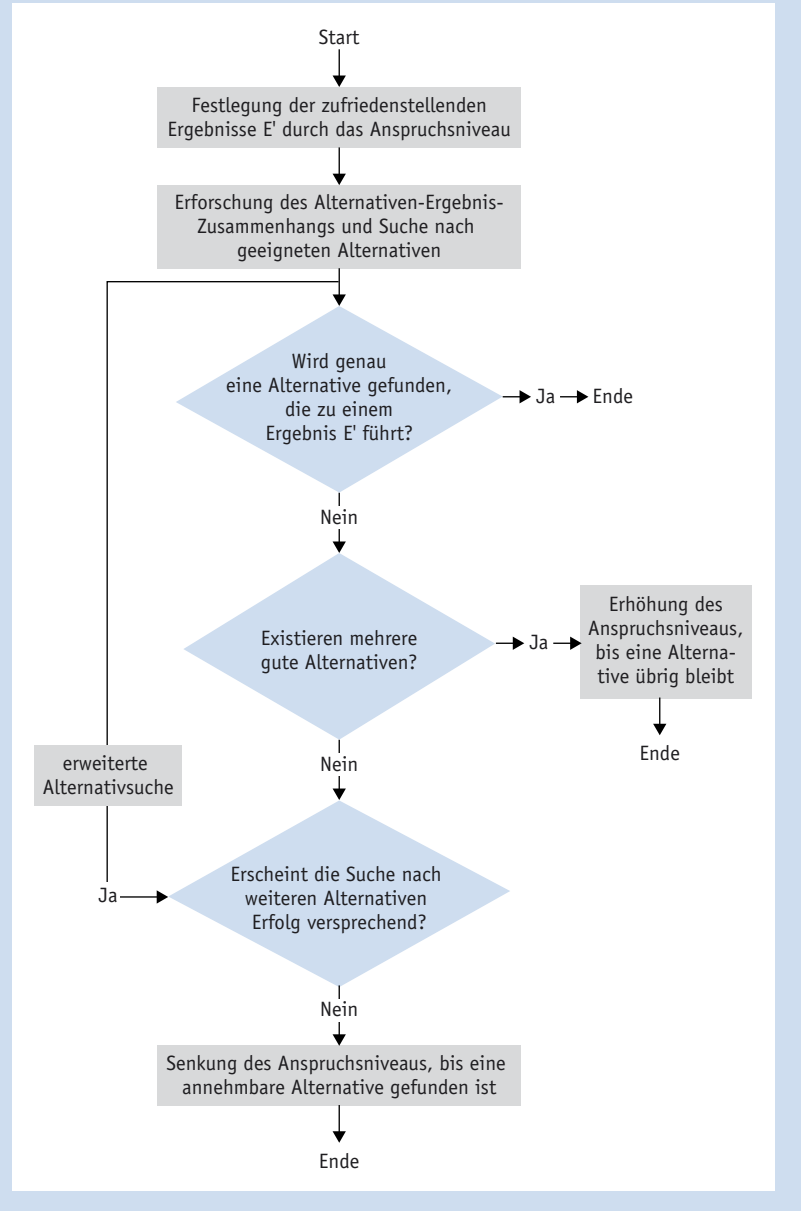 Start
Festlegung der zufriedenstellenden
Ergebnisse E' durch das Anspruchsniveau
Erforschung des Alternativen-Ergebnis-
Zusammenhangs und Suche nach
geeigneten Alternativen
Wird genau
eine Alternative gefunden,
die zu einem
Ergebnis E' führt?
Ja
Ende
Nein
Existieren mehrere
gute Alternativen?
Ja
Erhöhung des
Anspruchsniveaus,
bis eine Alterna-
tive übrig bleibt
Ende
Nein
erweiterte
Alternativsuche
Ja
Erscheint die Suche nach
weiteren Alternativen
Erfolg versprechend?
Nein
Senkung des Anspruchsniveaus, bis eine
annehmbare Alternative gefunden ist
Ende